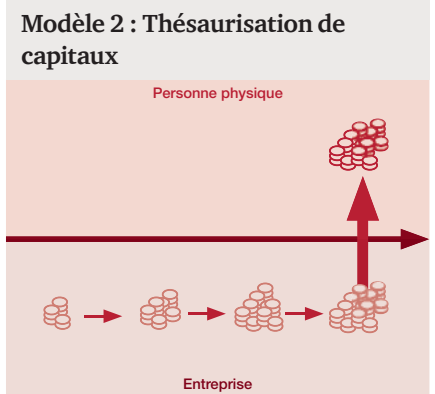 Modèle 2 : Thésaurisation de
capitaux
Personne physique
Entreprise